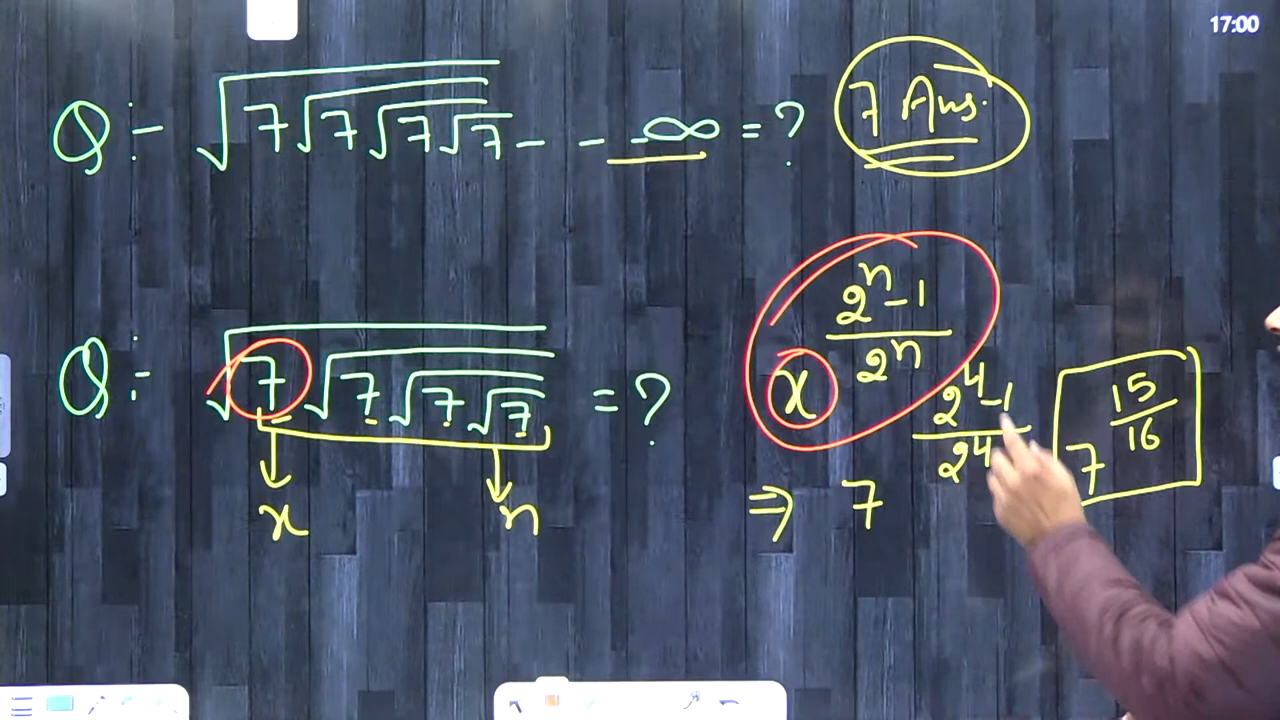 17:00
Q:- √7√7√7√7 - - - ∞ = ? 7 Ans.
Q:- √7√7√7√7 = ? x^(2^n-1)/2^n
x n
⇒ 7^(2^4-1)/2^4 7^15/16